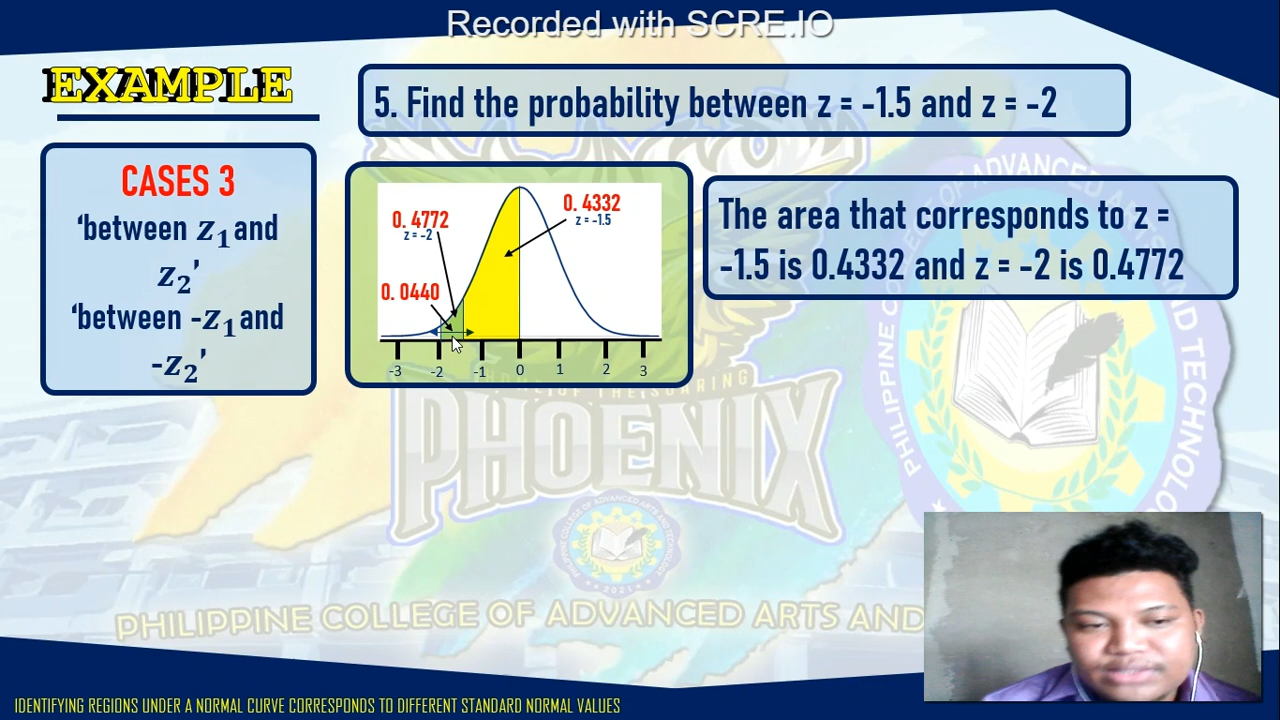 Recorded with SCRE.IO
EXAMPLE
5. Find the probability between z = -1.5 and z = -2
CASES 3
‘between z₁ and
z₂’
‘between -z₁ and
-z₂’
0. 4772
z = -2
0. 4332
z = -1.5
0. 0440
-3 -2 -1 0 1 2 3
The area that corresponds to z =
-1.5 is 0.4332 and z = -2 is 0.4772
PHOENIX
PHILIPPINE COLLEGE OF ADVANCED ARTS AND
IDENTIFYING REGIONS UNDER A NORMAL CURVE CORRESPONDS TO DIFFERENT STANDARD NORMAL VALUES